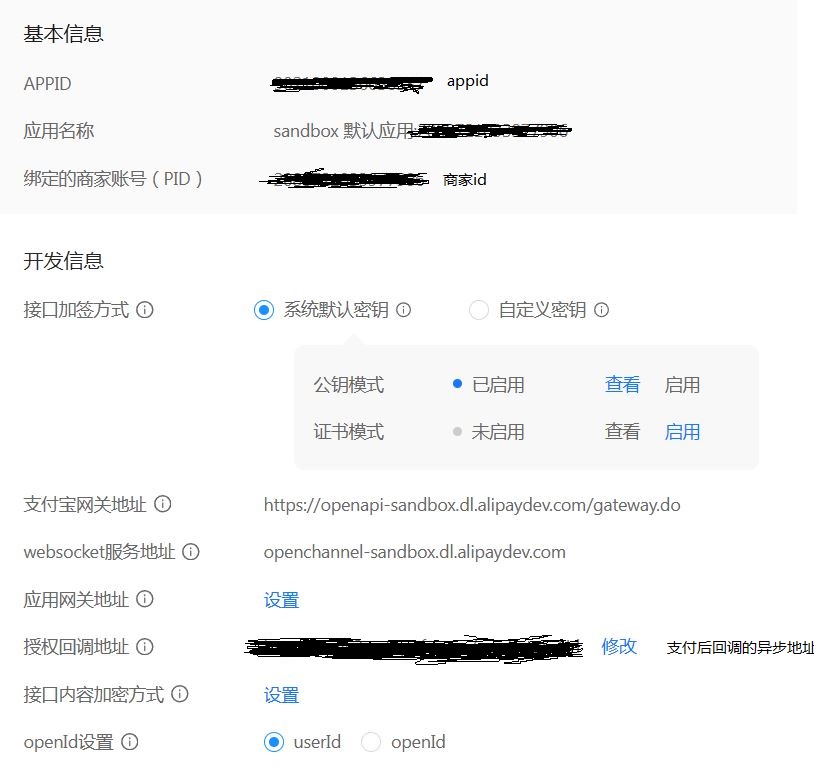 基本信息
APPID appid
应用名称 sandbox 默认应用
绑定的商家账号（PID） 商家id
开发信息
接口加签方式 系统默认密钥 自定义密钥
公钥模式 已启用 查看 启用
证书模式 未启用 查看 启用
支付宝网关地址 https://openapi-sandbox.dl.alipaydev.com/gateway.do
websocket服务地址 openchannel-sandbox.dl.alipaydev.com
应用网关地址 设置
授权回调地址 修改 支付后回调的异步地址
接口内容加密方式 设置
openId设置 userId openId